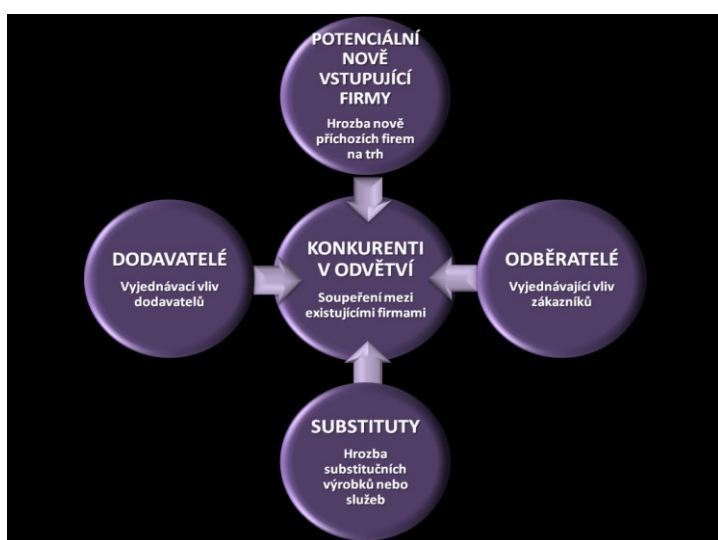 POTENCIÁLNÍ
NOVĚ
VSTUPUJÍCÍ
FIRMY
Hrozba nově
příchozích firem
na trh
DODAVATELÉ
Vyjednávací vliv
dodavatelů
KONKURENTI
V ODVĚTVÍ
Soupeření mezi
existujícími firmami
ODBĚRATELÉ
Vyjednávající vliv
zákazníků
SUBSTITUTY
Hrozba
substitučních
výrobků nebo
služeb